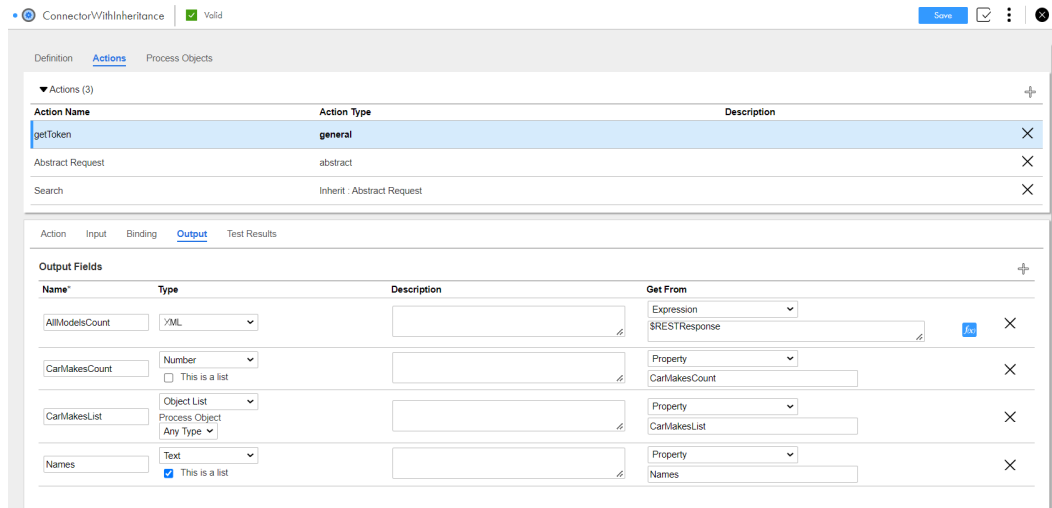 ConnectorWithInheritance
Valid
Save
Definition Actions Process Objects
Actions (3)
Action Name Action Type Description
getToken general
Abstract Request abstract
Search Inherit : Abstract Request
Action Input Binding Output Test Results
Output Fields
Name* Type Description Get From
AllModelsCount XML Expression
$RESTResponse
f(x)
CarMakesCount Number Property
This is a list CarMakesCount
CarMakesList Object List Property
Process Object CarMakesList
Any Type
Names Text Property
This is a list Names